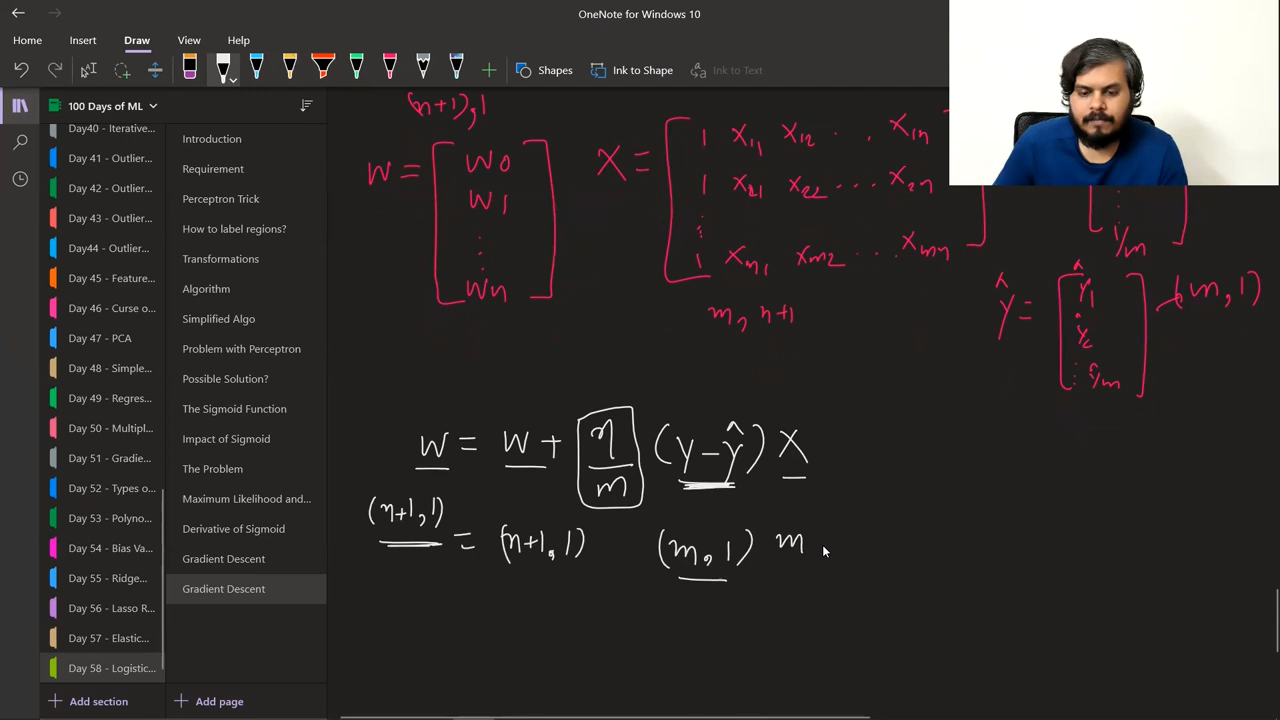 OneNote for Windows 10
Home Insert Draw View Help
Shapes Ink to Shape Ink to Text
100 Days of ML
Day40 - Iterative...
Day 41 - Outlier...
Day 42 - Outlier...
Day 43 - Outlier...
Day44 - Outlier...
Day 45 - Feature...
Day 46 - Curse o...
Day 47 - PCA
Day 48 - Simple...
Day 49 - Regres...
Day 50 - Multipl...
Day 51 - Gradie...
Day 52 - Types o...
Day 53 - Polyno...
Day 54 - Bias Va...
Day 55 - Ridge...
Day 56 - Lasso R...
Day 57 - Elastic...
Day 58 - Logistic...
Add section
Introduction
Requirement
Perceptron Trick
How to label regions?
Transformations
Algorithm
Simplified Algo
Problem with Perceptron
Possible Solution?
The Sigmoid Function
Impact of Sigmoid
The Problem
Maximum Likelihood and...
Derivative of Sigmoid
Gradient Descent
Gradient Descent
Add page
(n+1),1
W = [ W0
W1
⋮
Wn ]
X = [ 1 X11 X12 . . X1n
1 X21 X22 ... X2n
⋮
1 Xm1 Xm2 ... Xmn ]
m, n+1
ŷ = [ ŷ1
ŷ2
⋮ ŷm ] (m, 1)
W = W + η/m (y-ŷ) X
(n+1,1) = (n+1,1) (m,1) m